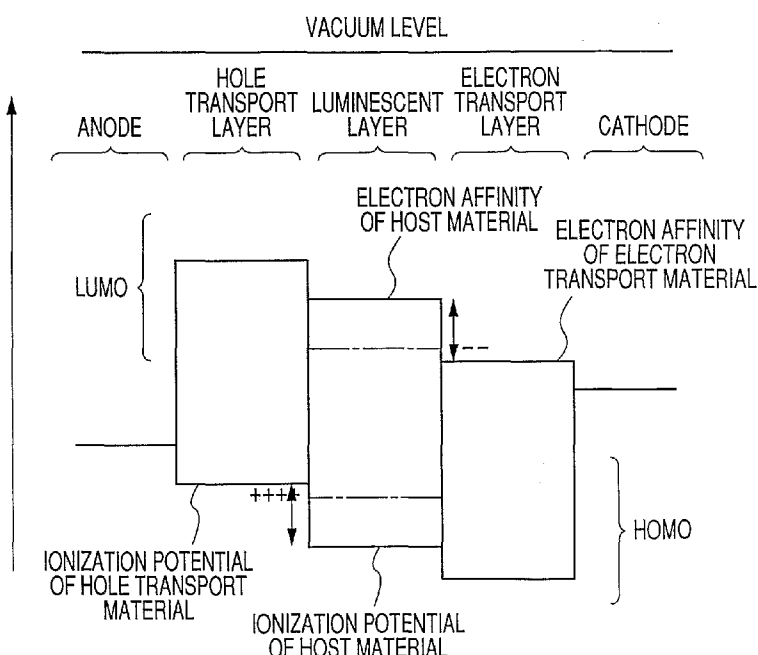 VACUUM LEVEL
ANODE
HOLE
TRANSPORT
LAYER
LUMINESCENT
LAYER
ELECTRON
TRANSPORT
LAYER
CATHODE
ELECTRON AFFINITY
OF HOST MATERIAL
ELECTRON AFFINITY
OF ELECTRON
TRANSPORT MATERIAL
LUMO
--
++++
HOMO
IONIZATION POTENTIAL
OF HOLE TRANSPORT
MATERIAL
IONIZATION POTENTIAL
OF HOST MATERIAL